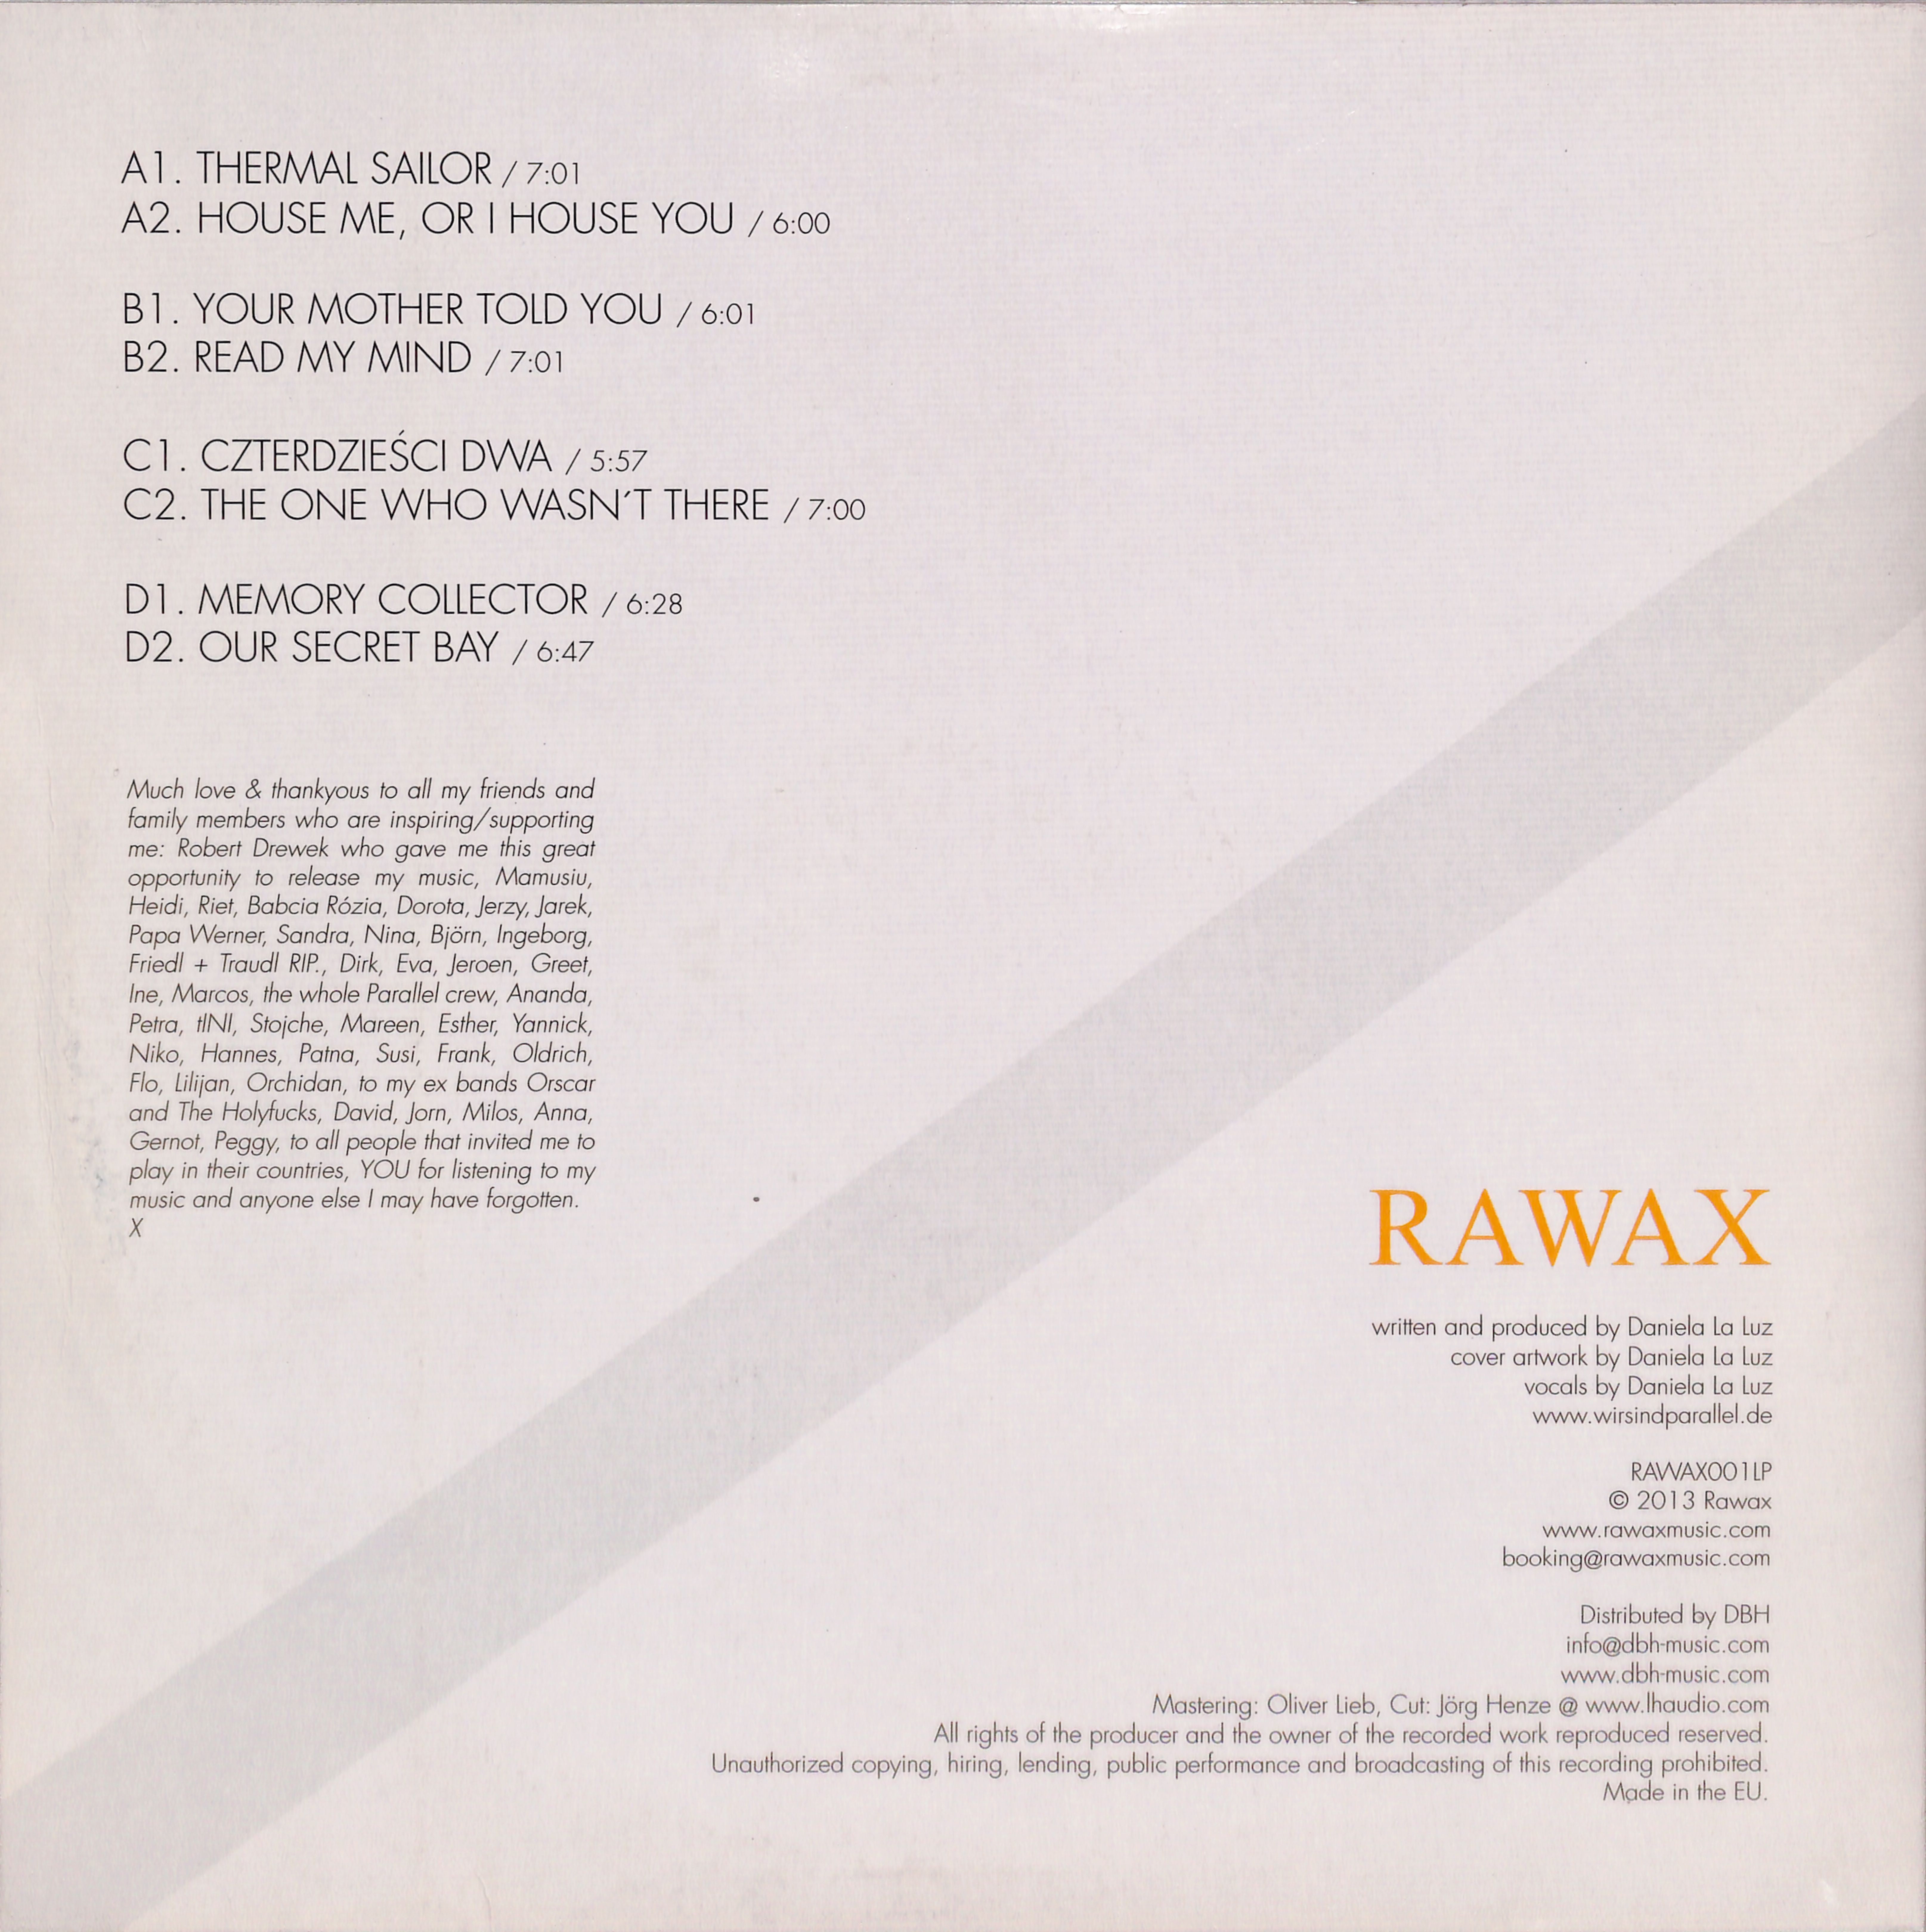 A1. THERMAL SAILOR / 7:01
A2. HOUSE ME, OR I HOUSE YOU / 6:00
B1. YOUR MOTHER TOLD YOU / 6:01
B2. READ MY MIND / 7:01
C1. CZTERDZIEŚCI DWA / 5:57
C2. THE ONE WHO WASN´T THERE / 7:00
D1. MEMORY COLLECTOR / 6:28
D2. OUR SECRET BAY / 6:47
Much love & thankyous to all my friends and
family members who are inspiring/supporting
me: Robert Drewek who gave me this great
opportunity to release my music, Mamusiu,
Heidi, Riet, Babcia Rózia, Dorota, Jerzy, Jarek,
Papa Werner, Sandra, Nina, Björn, Ingeborg,
Friedl + Traudl RIP., Dirk, Eva, Jeroen, Greet,
Ine, Marcos, the whole Parallel crew, Ananda,
Petra, tINI, Stojche, Mareen, Esther, Yannick,
Niko, Hannes, Patna, Susi, Frank, Oldrich,
Flo, Lilijan, Orchidan, to my ex bands Orscar
and The Holyfucks, David, Jorn, Milos, Anna,
Gernot, Peggy, to all people that invited me to
play in their countries, YOU for listening to my
music and anyone else I may have forgotten.
X
RAWAX
written and produced by Daniela La Luz
cover artwork by Daniela La Luz
vocals by Daniela La Luz
www.wirsindparallel.de
RAWAX001LP
© 2013 Rawax
www.rawaxmusic.com
booking@rawaxmusic.com
Distributed by DBH
info@dbh-music.com
www.dbh-music.com
Mastering: Oliver Lieb, Cut: Jörg Henze @ www.lhaudio.com
All rights of the producer and the owner of the recorded work reproduced reserved.
Unauthorized copying, hiring, lending, public performance and broadcasting of this recording prohibited.
Made in the EU.